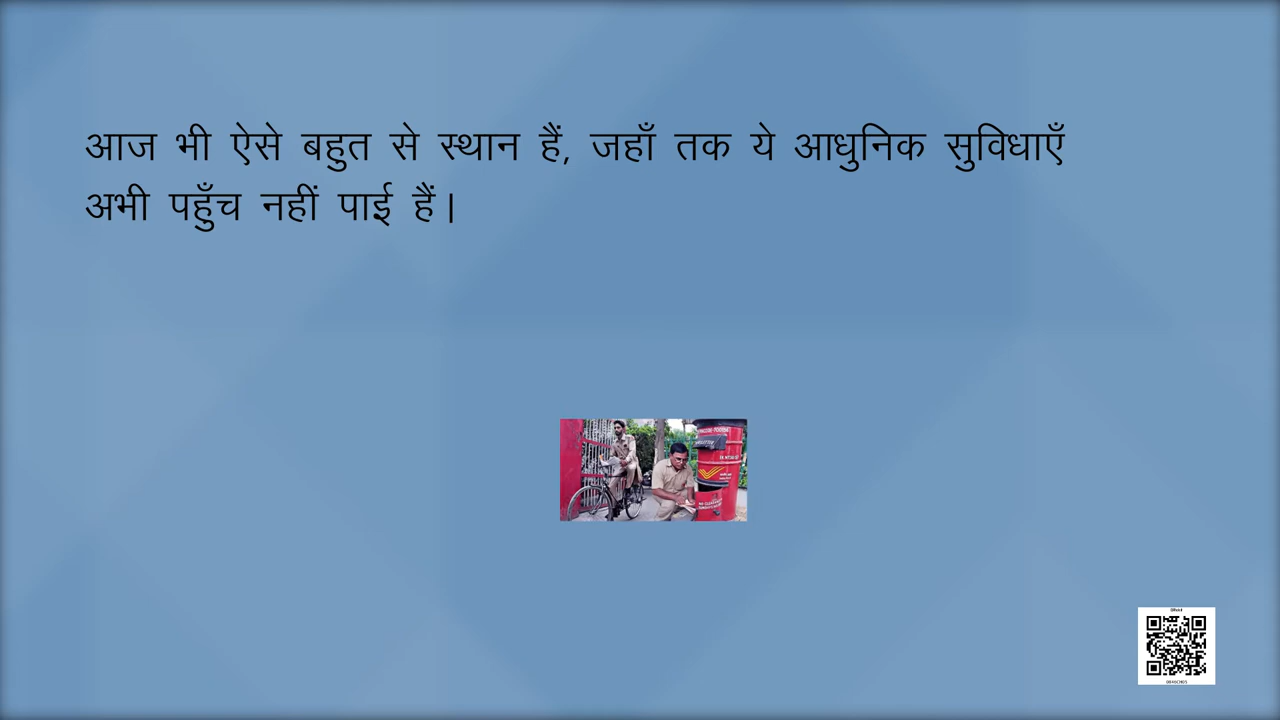 आज भी ऐसे बहुत से स्थान हैं, जहाँ तक ये आधुनिक सुविधाएँ
अभी पहुँच नहीं पाई हैं।